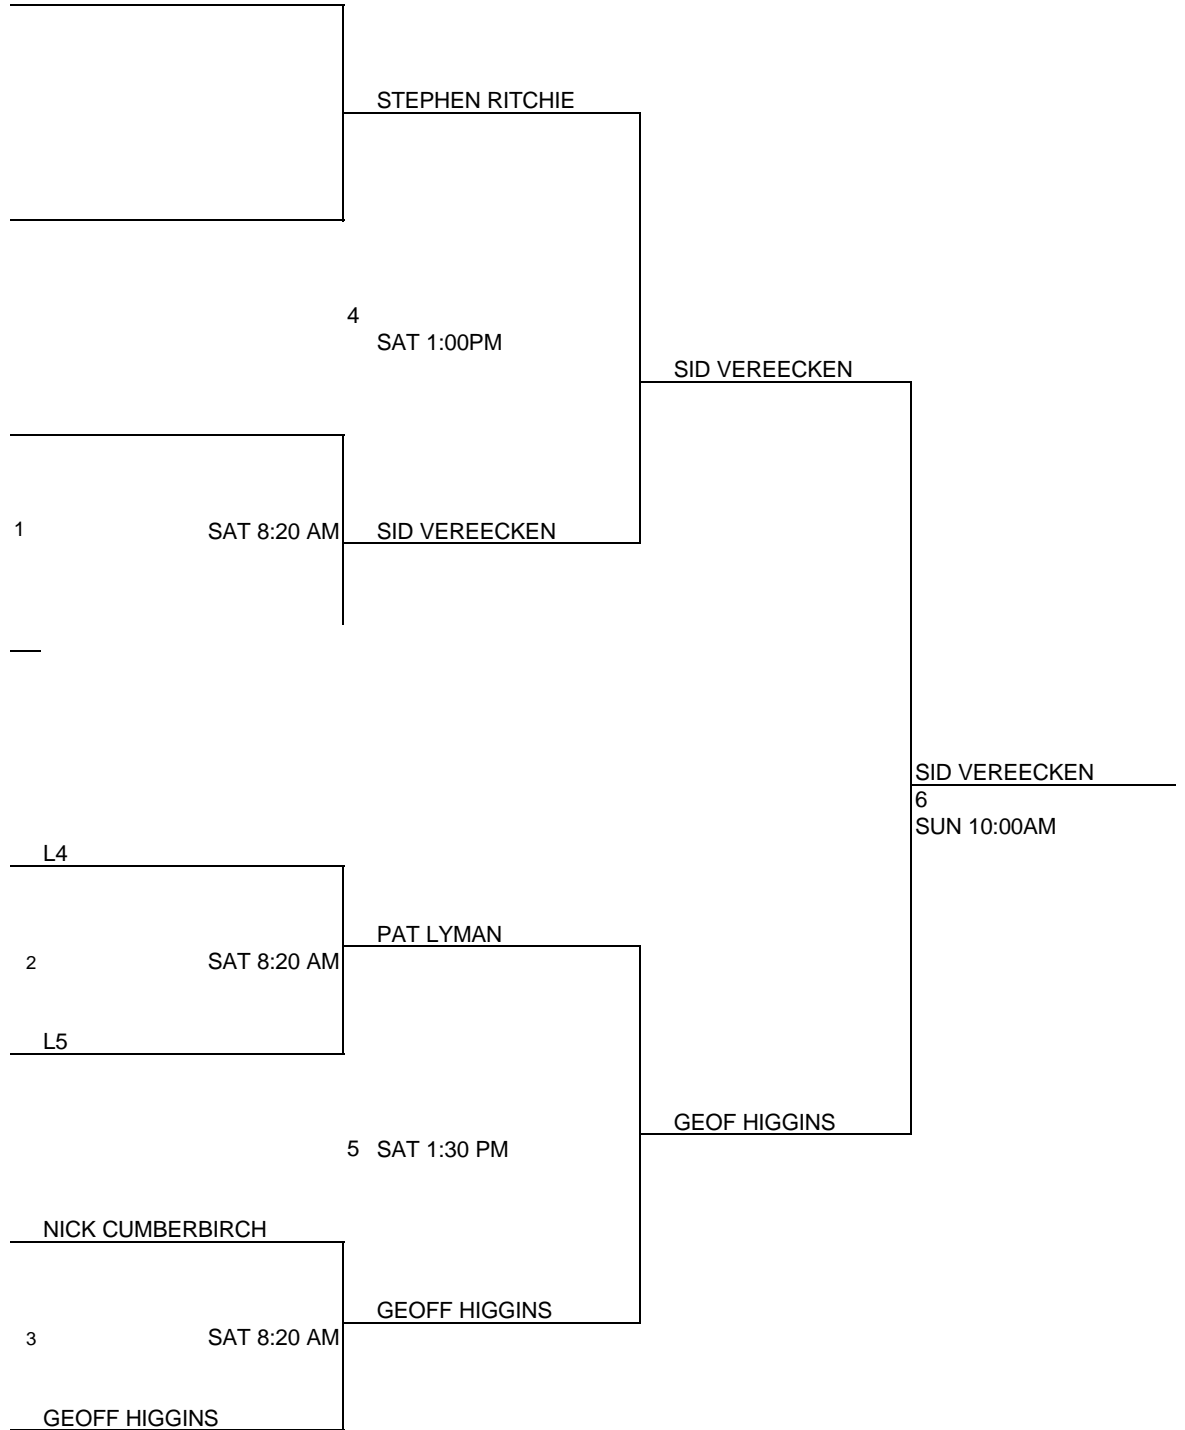 STEPHEN RITCHIE
4
SAT 1:00PM
SID VEREECKEN
1 SAT 8:20 AM SID VEREECKEN
SID VEREECKEN
6
SUN 10:00AM
L4
PAT LYMAN
2 SAT 8:20 AM
L5
GEOF HIGGINS
5 SAT 1:30 PM
NICK CUMBERBIRCH
GEOFF HIGGINS
3 SAT 8:20 AM
GEOFF HIGGINS